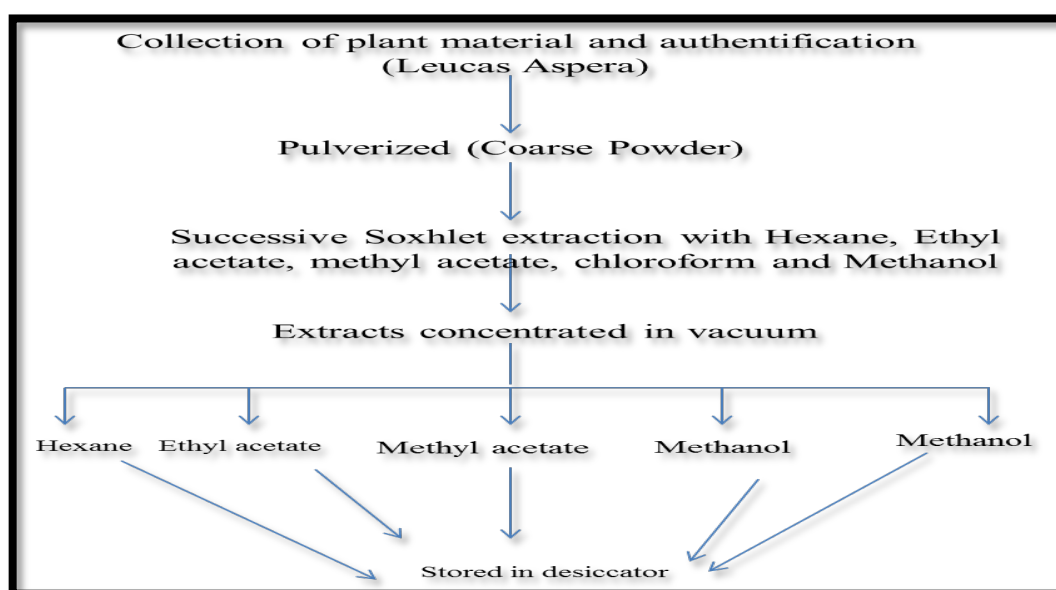 Collection of plant material and authentification
(Leucas Aspera)
Pulverized (Coarse Powder)
Successive Soxhlet extraction with Hexane, Ethyl
acetate, methyl acetate, chloroform and Methanol
Extracts concentrated in vacuum
Hexane
Ethyl acetate
Methyl acetate
Methanol
Methanol
Stored in desiccator